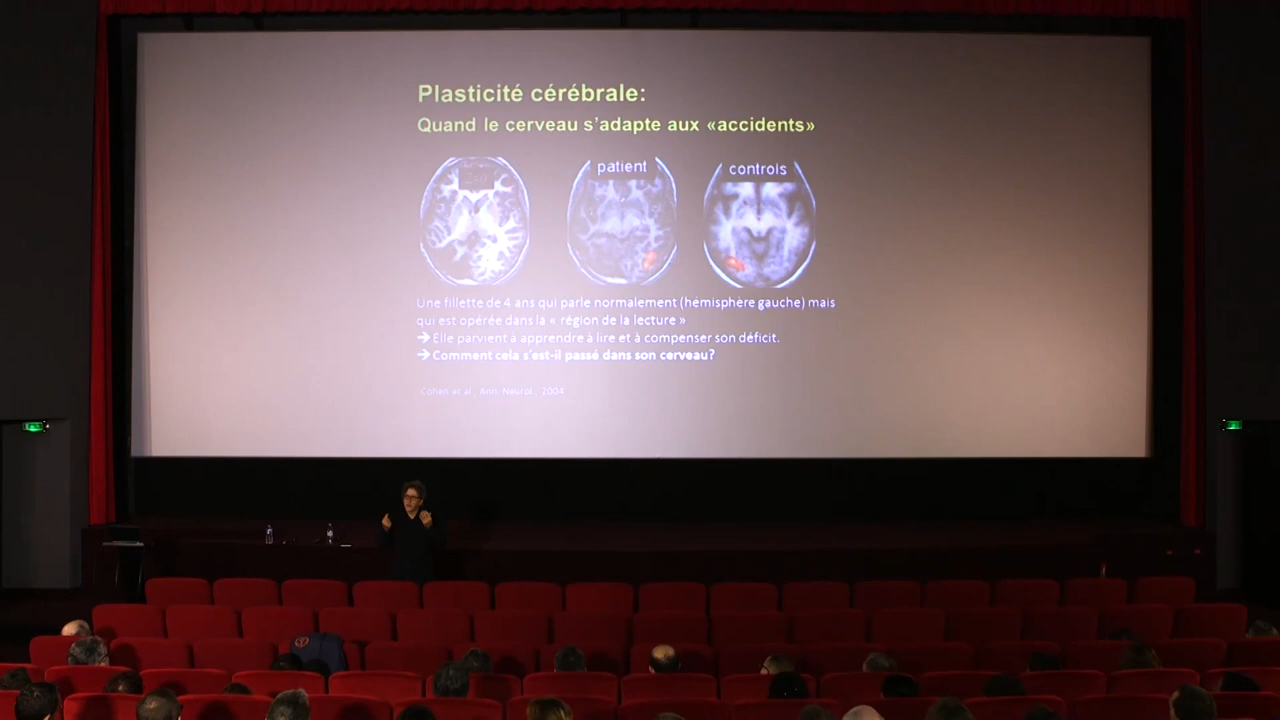 Plasticité cérébrale:
Quand le cerveau s'adapte aux «accidents»
patient
controls
Une fillette de 4 ans qui parle normalement (hémisphère gauche) mais
qui est opérée dans la « région de la lecture »
➔ Elle parvient à apprendre à lire et à compenser son déficit.
➔ Comment cela s'est-il passé dans son cerveau?
Cohen et al., Ann. Neurol., 2004